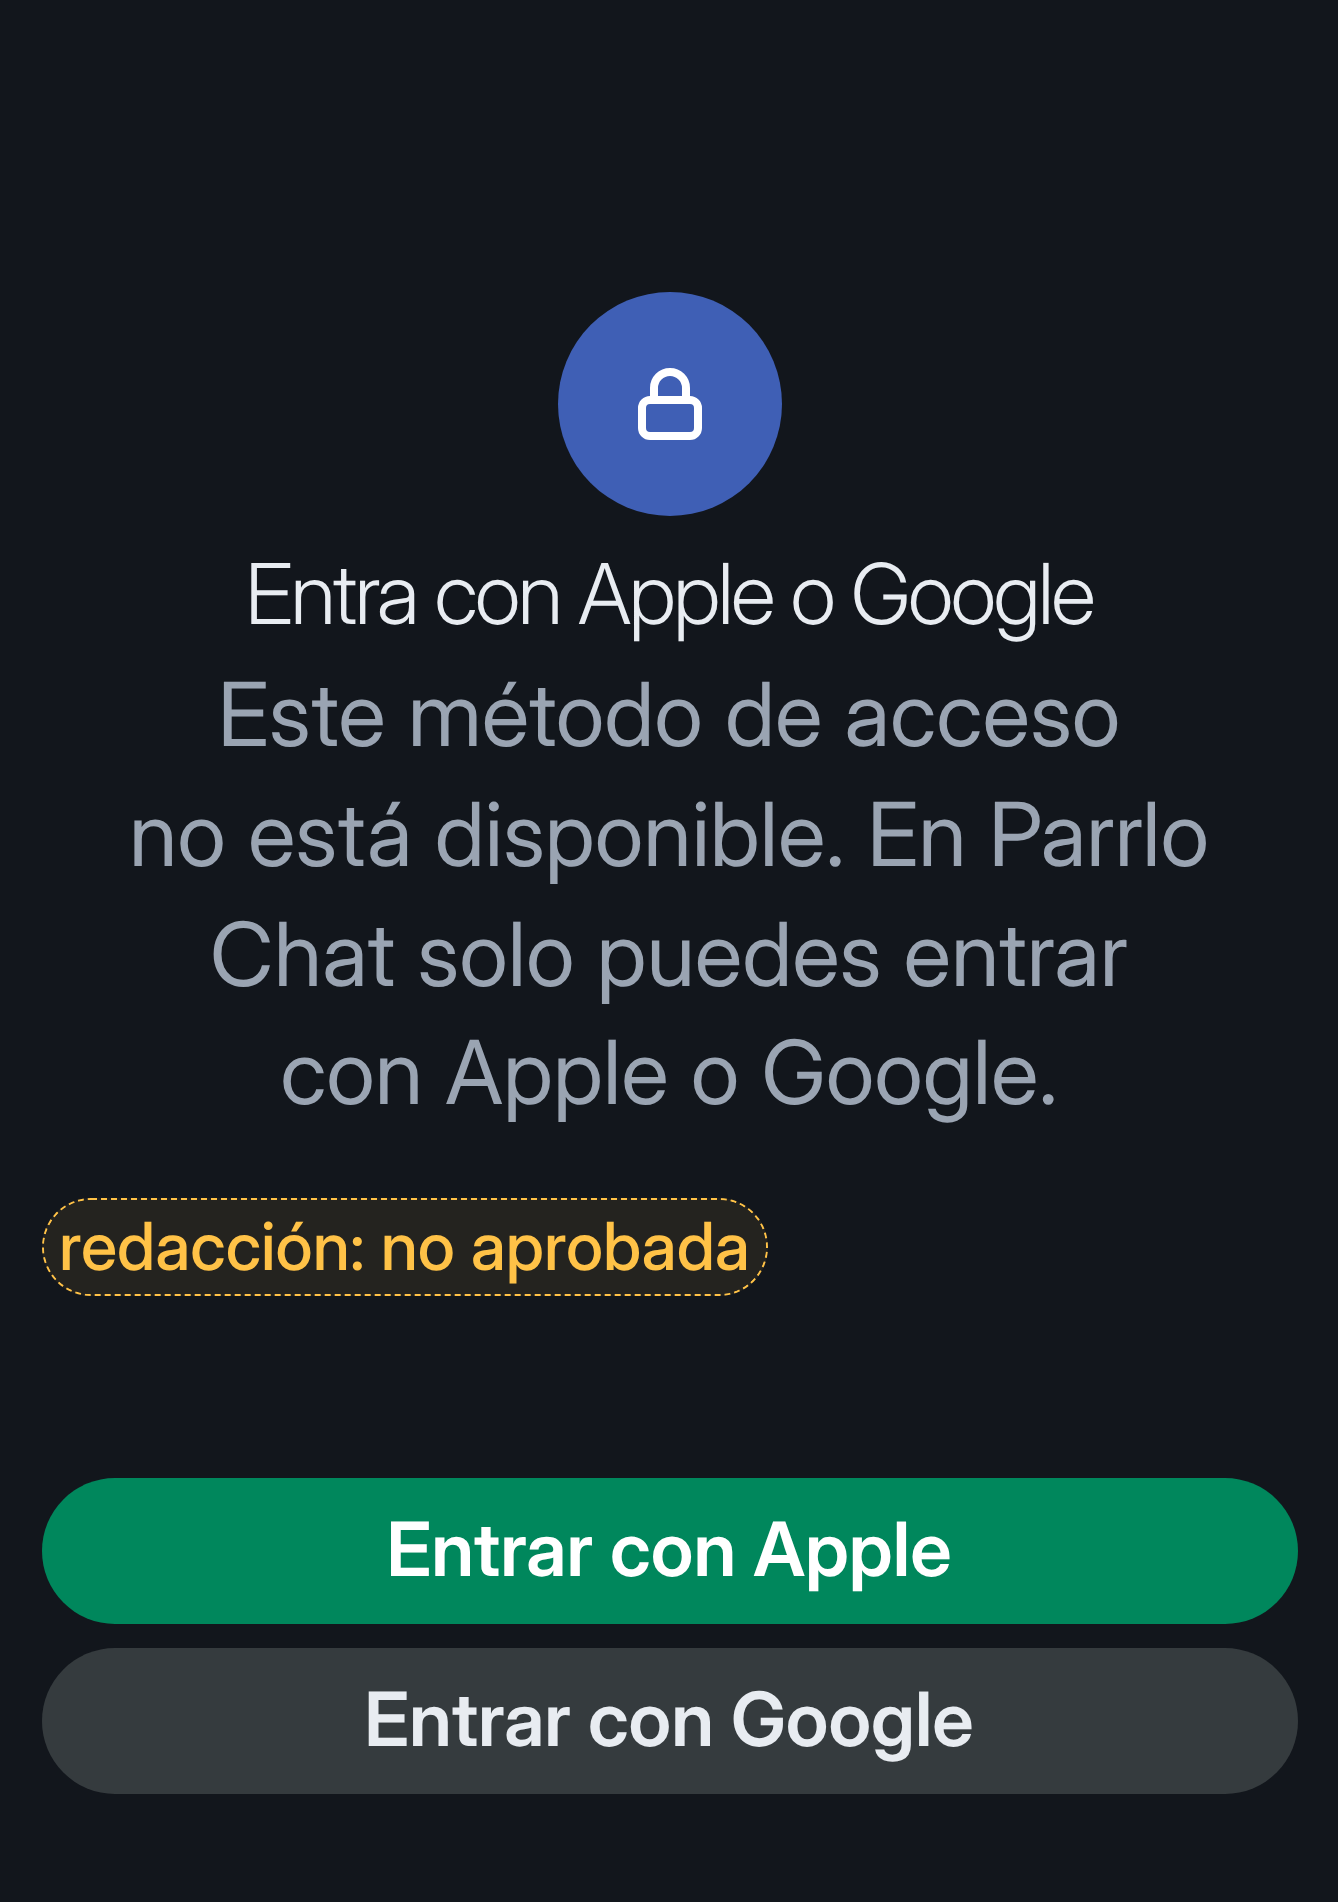 Entra con Apple o Google
Este método de acceso
no está disponible. En Parrlo
Chat solo puedes entrar
con Apple o Google.
redacción: no aprobada
Entrar con Apple
Entrar con Google